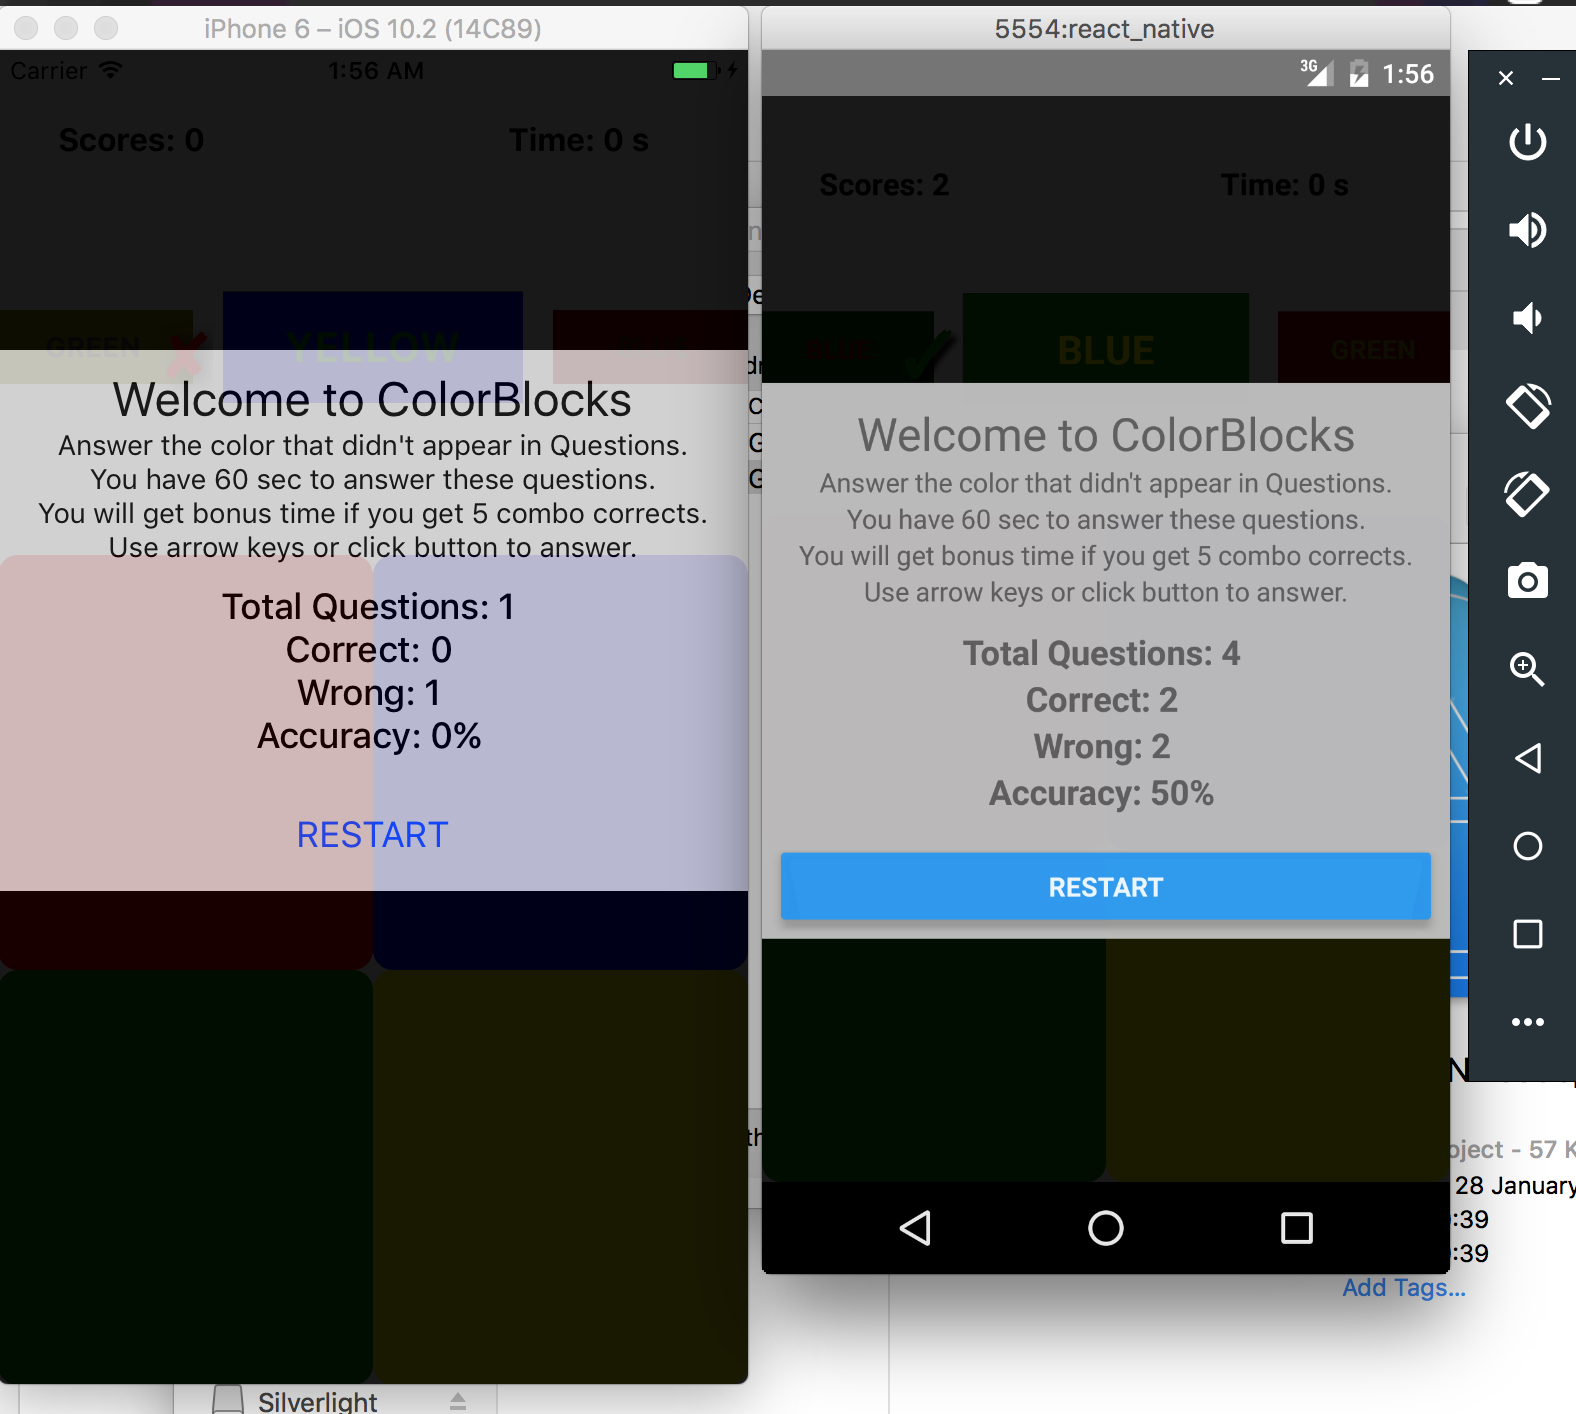 iPhone 6 – iOS 10.2 (14C89)
Carrier
1:56 AM
Scores: 0
Time: 0 s
GREEN
YELLOW
Welcome to ColorBlocks
Answer the color that didn't appear in Questions.
You have 60 sec to answer these questions.
You will get bonus time if you get 5 combo corrects.
Use arrow keys or click button to answer.
Total Questions: 1
Correct: 0
Wrong: 1
Accuracy: 0%
RESTART
5554:react_native
3G
1:56
Scores: 2
Time: 0 s
BLUE
GREEN
Welcome to ColorBlocks
Answer the color that didn't appear in Questions.
You have 60 sec to answer these questions.
You will get bonus time if you get 5 combo corrects.
Use arrow keys or click button to answer.
Total Questions: 4
Correct: 2
Wrong: 2
Accuracy: 50%
RESTART
oject - 57 K
28 January
:39
:39
Add Tags...
Silverlight